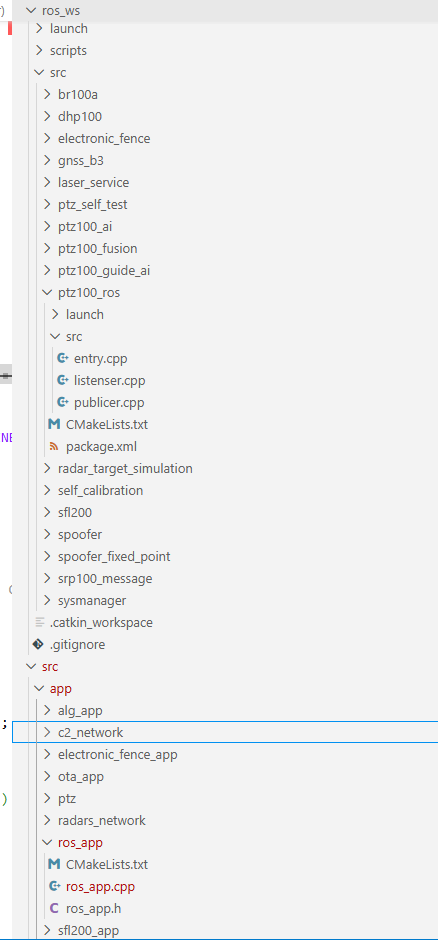 ros_ws
launch
scripts
src
br100a
dhp100
electronic_fence
gnss_b3
laser_service
ptz_self_test
ptz100_ai
ptz100_fusion
ptz100_guide_ai
ptz100_ros
launch
src
entry.cpp
listenser.cpp
publicer.cpp
CMakeLists.txt
package.xml
radar_target_simulation
self_calibration
sfl200
spoofer
spoofer_fixed_point
srp100_message
sysmanager
.catkin_workspace
.gitignore
src
app
alg_app
; c2_network
electronic_fence_app
ota_app
) ptz
radars_network
ros_app
CMakeLists.txt
ros_app.cpp
ros_app.h
sfl200_app